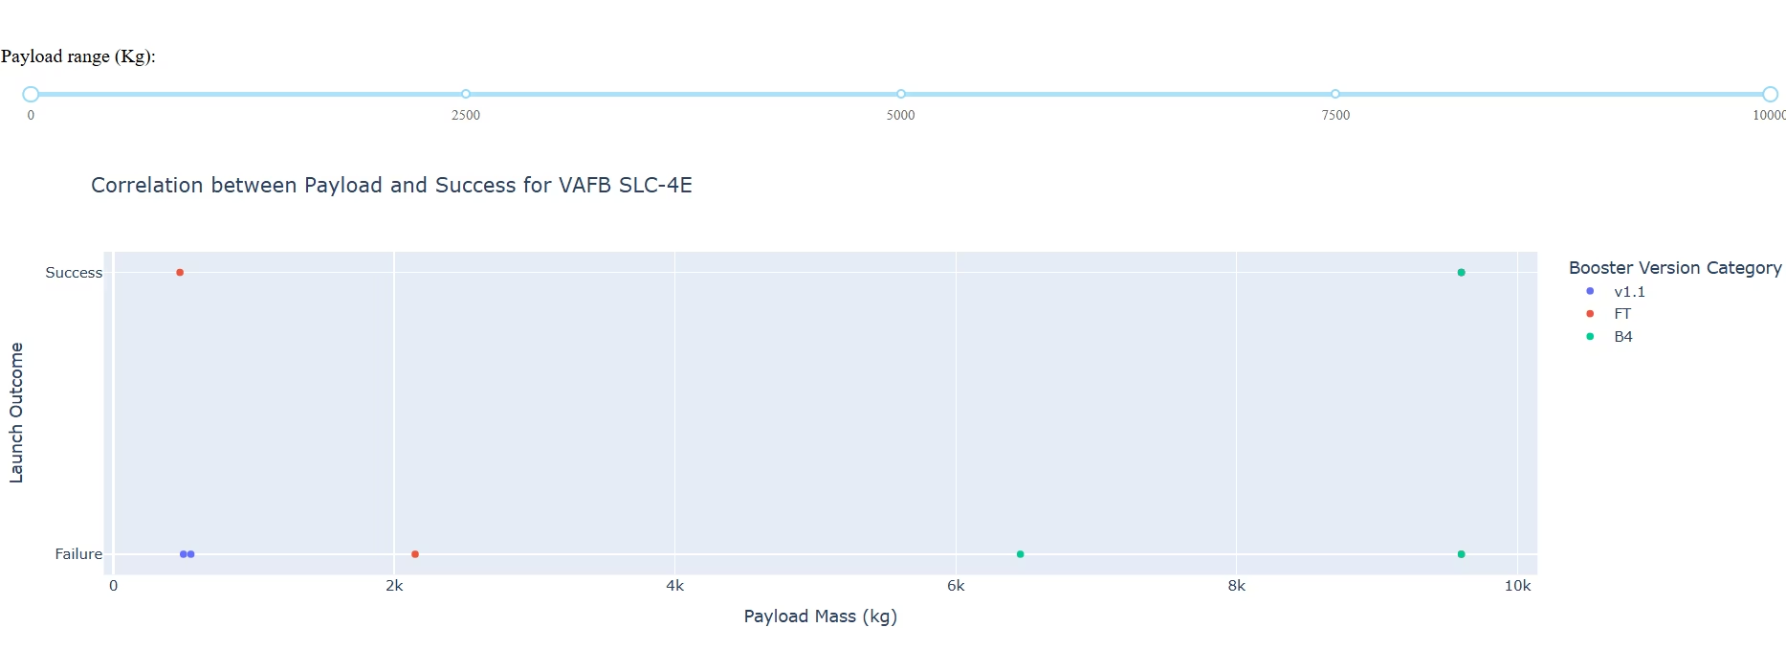 Payload range (Kg):
0 2500 5000 7500 10000
Correlation between Payload and Success for VAFB SLC-4E
Success
Failure
Launch Outcome
0 2k 4k 6k 8k 10k
Payload Mass (kg)
Booster Version Category
v1.1
FT
B4